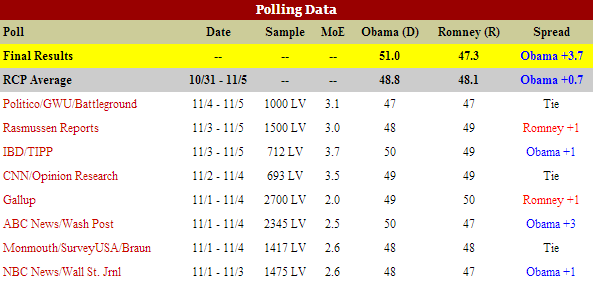 Polling Data
Poll Date Sample MoE Obama (D) Romney (R) Spread
Final Results -- -- -- 51.0 47.3 Obama +3.7
RCP Average 10/31 - 11/5 -- -- 48.8 48.1 Obama +0.7
Politico/GWU/Battleground 11/4 - 11/5 1000 LV 3.1 47 47 Tie
Rasmussen Reports 11/3 - 11/5 1500 LV 3.0 48 49 Romney +1
IBD/TIPP 11/3 - 11/5 712 LV 3.7 50 49 Obama +1
CNN/Opinion Research 11/2 - 11/4 693 LV 3.5 49 49 Tie
Gallup 11/1 - 11/4 2700 LV 2.0 49 50 Romney +1
ABC News/Wash Post 11/1 - 11/4 2345 LV 2.5 50 47 Obama +3
Monmouth/SurveyUSA/Braun 11/1 - 11/4 1417 LV 2.6 48 48 Tie
NBC News/Wall St. Jrnl 11/1 - 11/3 1475 LV 2.6 48 47 Obama +1